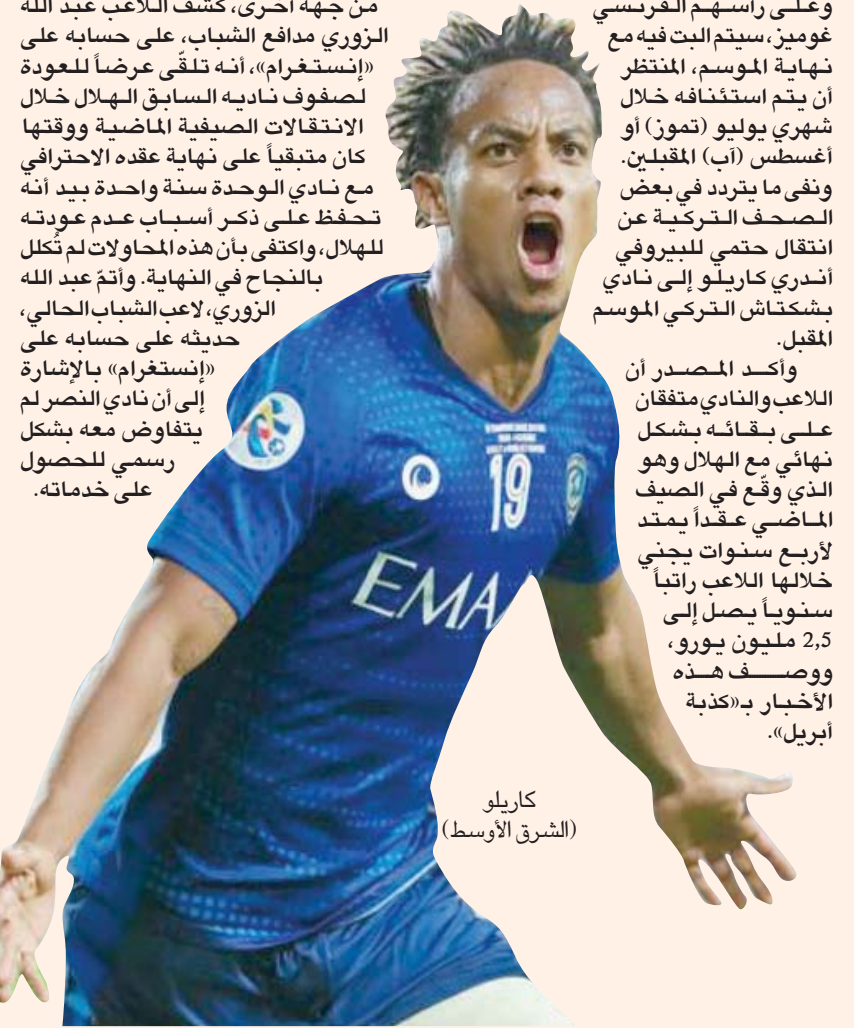 وعلى رأسهم الفرنسي
غوميز، سيتم البت فيه مع
نهاية الموسم، المنتظر
أن يتم استئنافه خلال
شهري يوليو (تموز) أو
أغسطس (آب) المقبلين.
ونفى ما يتردد في بعض
الصحف التركية عن
انتقال حتمي للبيروفي
أندري كاريلو إلى نادي
بشكتاش التركي الموسم
المقبل.
وأكد المصدر أن
اللاعب والنادي متفقان
على بقائه بشكل
نهائي مع الهلال وهو
الذي وقّع في الصيف
الماضي عقداً يمتد
لأربع سنوات يجني
خلالها اللاعب راتباً
سنوياً يصل إلى
2,5 مليون يورو،
ووصف هذه
الأخبار بـ«كذبة
أبريل».
من جهة أخرى، كشف اللاعب عبد الله
الزوري مدافع الشباب، على حسابه على
«إنستغرام»، أنه تلقّى عرضاً للعودة
لصفوف ناديه السابق الهلال خلال
الانتقالات الصيفية الماضية ووقتها
كان متبقياً على نهاية عقده الاحترافي
مع نادي الوحدة سنة واحدة بيد أنه
تحفظ على ذكر أسباب عدم عودته
للهلال، واكتفى بأن هذه المحاولات لم تُكلل
بالنجاح في النهاية. وأتمّ عبد الله
الزوري، لاعب الشباب الحالي،
حديثه على حسابه على
«إنستغرام» بالإشارة
إلى أن نادي النصر لم
يتفاوض معه بشكل
رسمي للحصول
على خدماته.
19
EMA
كاريلو
(الشرق الأوسط)